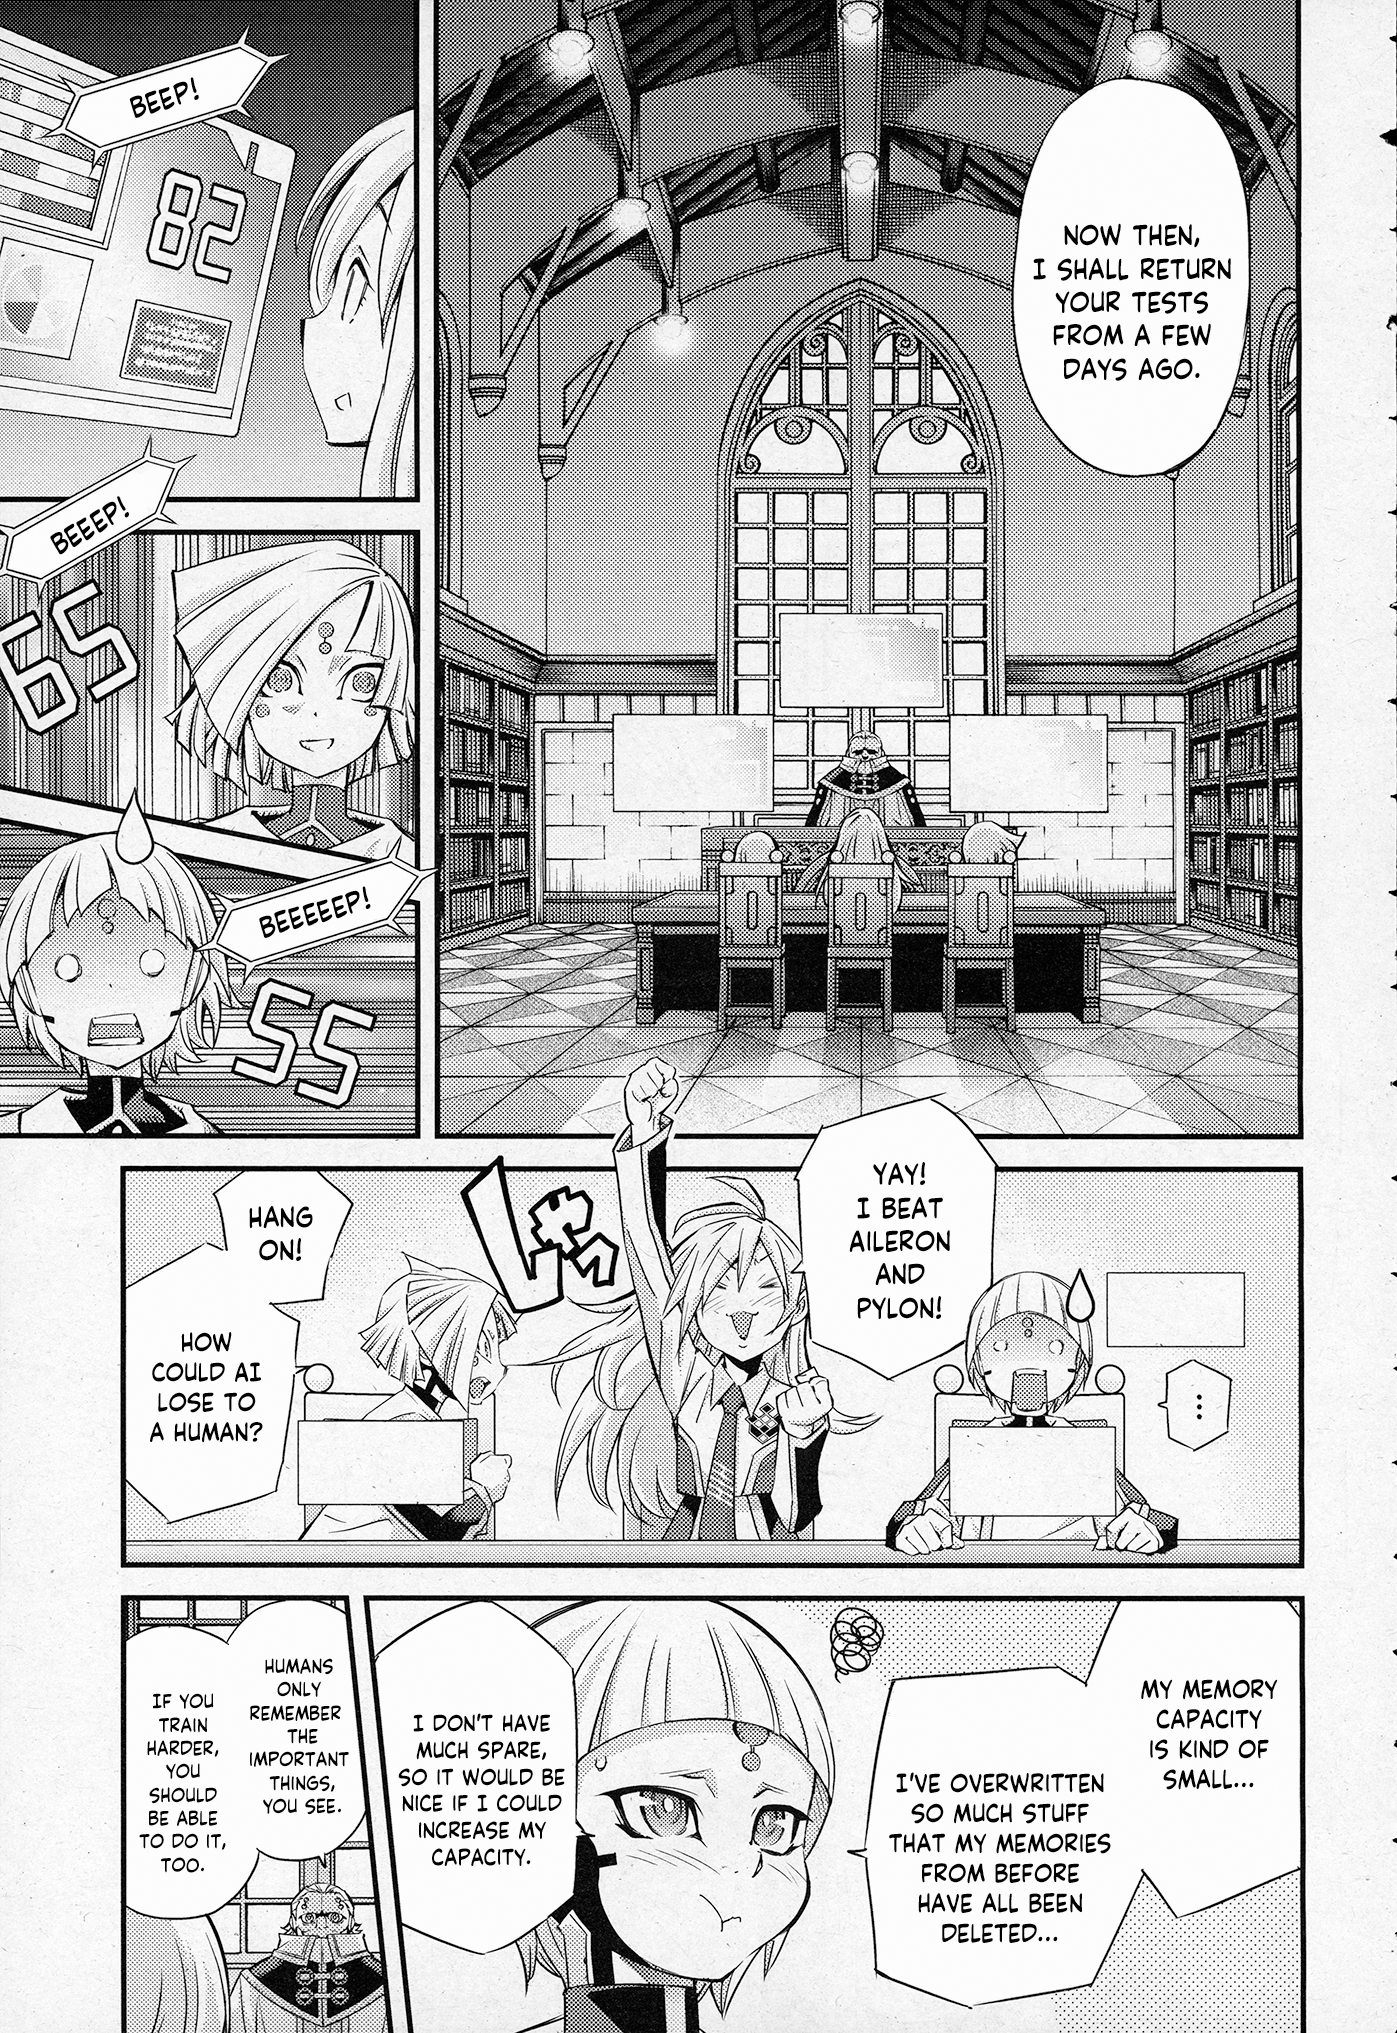 NOW THEN,
I SHALL RETURN
YOUR TESTS
FROM A FEW
DAYS AGO.
BEEP!
82
BEEEP!
65
BEEEEEP!
55
YAY!
I BEAT
AILERON
AND
PYLON!
HANG
ON!
HOW
COULD AI
LOSE TO
A HUMAN?
...
MY MEMORY
CAPACITY
IS KIND OF
SMALL...
I'VE OVERWRITTEN
SO MUCH STUFF
THAT MY MEMORIES
FROM BEFORE
HAVE ALL BEEN
DELETED...
I DON'T HAVE
MUCH SPARE,
SO IT WOULD BE
NICE IF I COULD
INCREASE MY
CAPACITY.
HUMANS
ONLY
REMEMBER
THE
IMPORTANT
THINGS,
YOU SEE.
IF YOU
TRAIN
HARDER,
YOU
SHOULD
BE ABLE
TO DO IT,
TOO.